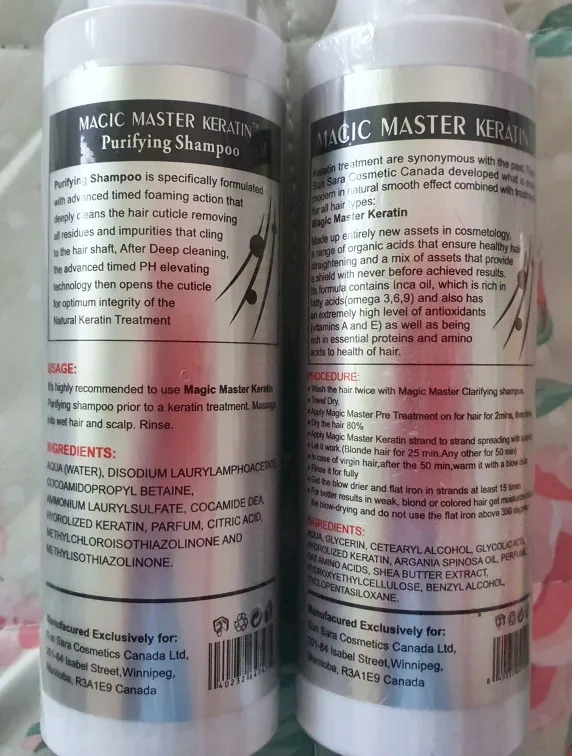 MAGIC MASTER KERATIN™
Purifying Shampoo
Purifying Shampoo is specifically formulated
with advanced timed foaming action that
deeply cleans the hair cuticle removing
all residues and impurities that cling
to the hair shaft, After Deep cleaning,
the advanced timed PH elevating
technology then opens the cuticle
for optimum integrity of the
Natural Keratin Treatment
USAGE:
It's highly recommended to use Magic Master Keratin
Purifying shampoo prior to a keratin treatment. Massage
into wet hair and scalp. Rinse.
INGREDIENTS:
AQUA (WATER), DISODIUM LAURYLAMPHOACETATE,
COCOAMIDOPROPYL BETAINE,
AMMONIUM LAURYLSULFATE, COCAMIDE DEA,
HYDROLIZED KERATIN, PARFUM, CITRIC ACID,
METHYLCHLOROISOTHIAZOLINONE AND
METHYLISOTHIAZOLINONE.
Manufacured Exclusively for:
Sun Sara Cosmetics Canada Ltd,
201-84 Isabel Street,Winnipeg,
Manitoba, R3A1E9 Canada
MAGIC MASTER KERATIN
Keratin treatment are synonymous with the past,
Sun Sara Cosmetic Canada developed what is
modern in natural smooth effect combined with
for all hair types:
Magic Master Keratin
Made up entirely new assets in cosmetology,
a range of organic acids that ensure healthy hair
straightening and a mix of assets that provide
a shield with never before achieved results.
Its formula contains Inca oil, which is rich in
fatty acids(omega 3,6,9) and also has
an extremely high level of antioxidants
(vitamins A and E) as well as being
rich in essential proteins and amino
acids to health of hair.
PROCEDURE:
• Wash the hair twice with Magic Master Clarifying shampoo.
• Towel Dry.
• Apply Magic Master Pre Treatment on for hair for 2mins,
• Dry the hair 80%
• Apply Magic Master Keratin strand to strand spreading with a
• Let it work,(Blonde hair for 25 min.Any other for 50 min)
• In case of virgin hair,after the 50 min,warm it with a blow
• Rinse it for fully
• Get the blow drier and flat iron in strands at least 15 times
• For better results in weak, blond or colored hair get
the blow-drying and do not use the flat iron above 390
INGREDIENTS:
AQUA, GLYCERIN, CETEARYL ALCOHOL, GLYCOLIC
HYDROLIZED KERATIN, ARGANIA SPINOSA OIL,
OAT AMINO ACIDS, SHEA BUTTER EXTRACT,
HYDROXYETHYLCELLULOSE, BENZYL ALCOHOL,
CYCLOPENTASILOXANE.
Manufacured Exclusively for:
Sun Sara Cosmetics Canada Ltd,
201-84 Isabel Street,Winnipeg,
Manitoba, R3A1E9 Canada